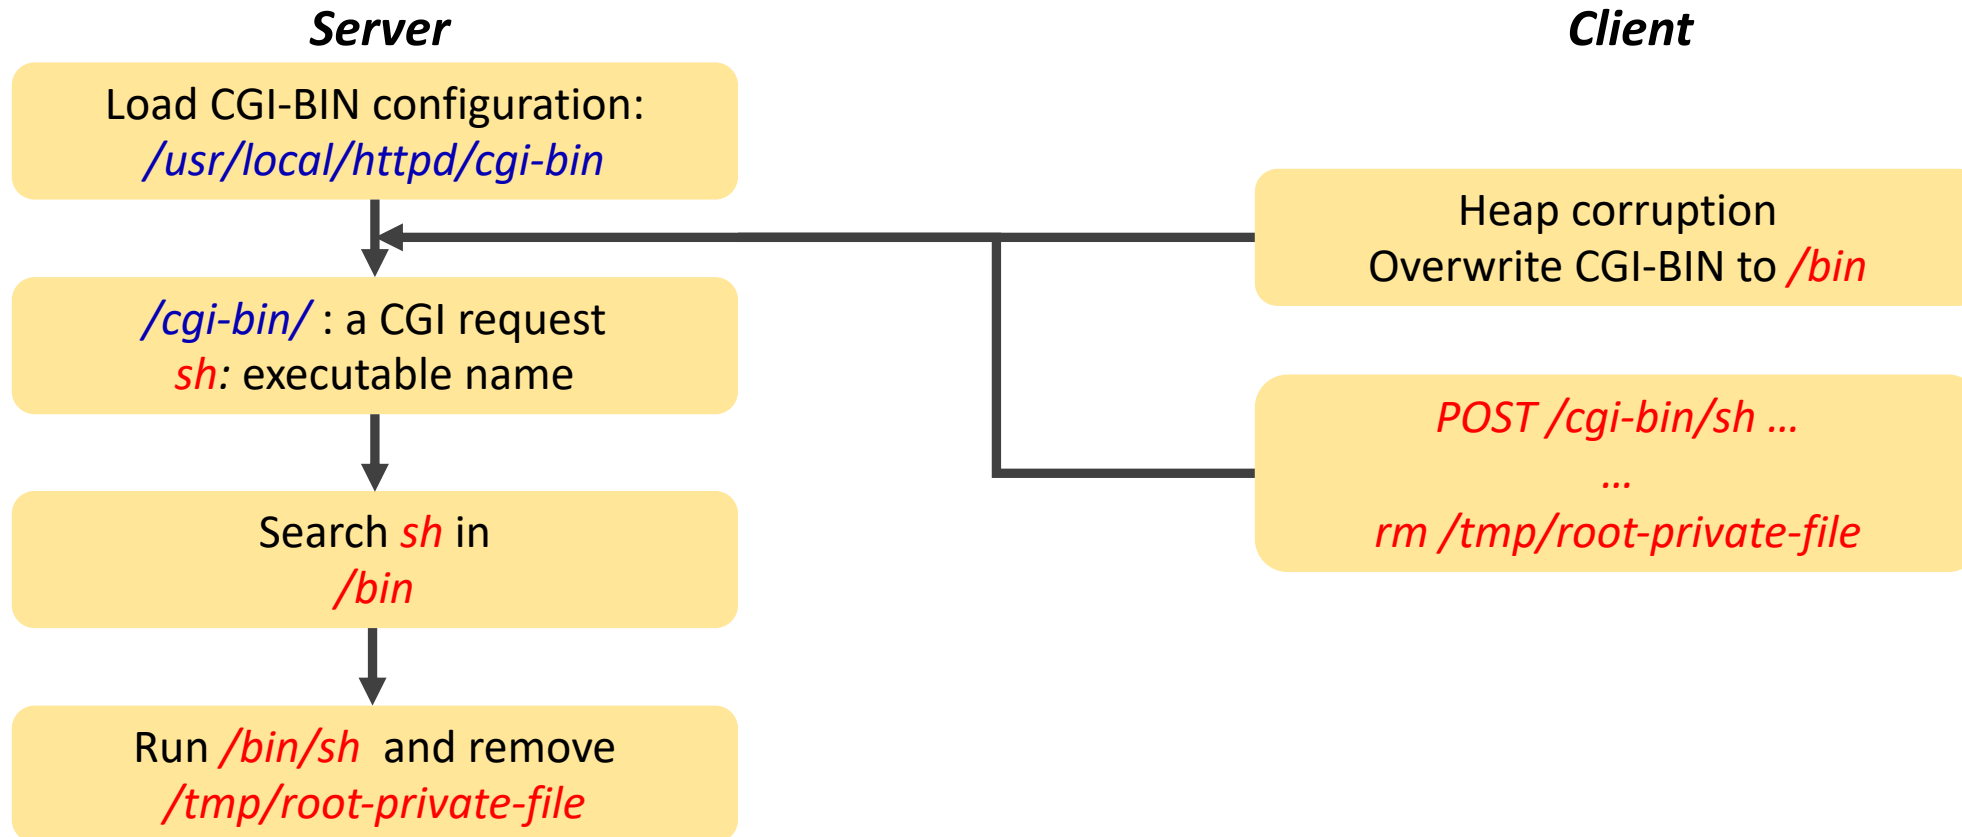 Server
Load CGI-BIN configuration:
/usr/local/httpd/cgi-bin
/cgi-bin/ : a CGI request
sh: executable name
Search sh in
/bin
Run /bin/sh and remove
/tmp/root-private-file
Client
Heap corruption
Overwrite CGI-BIN to /bin
POST /cgi-bin/sh ...
...
rm /tmp/root-private-file